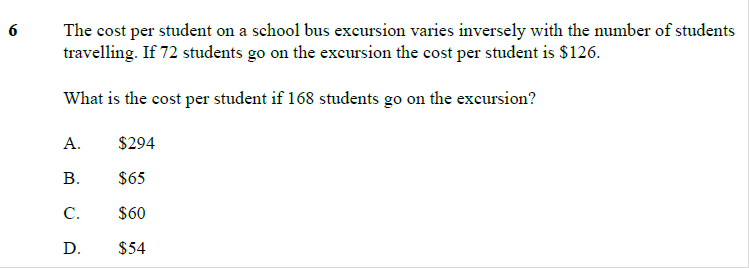 6 The cost per student on a school bus excursion varies inversely with the number of students
travelling. If 72 students go on the excursion the cost per student is $126.
What is the cost per student if 168 students go on the excursion?
A. $294
B. $65
C. $60
D. $54